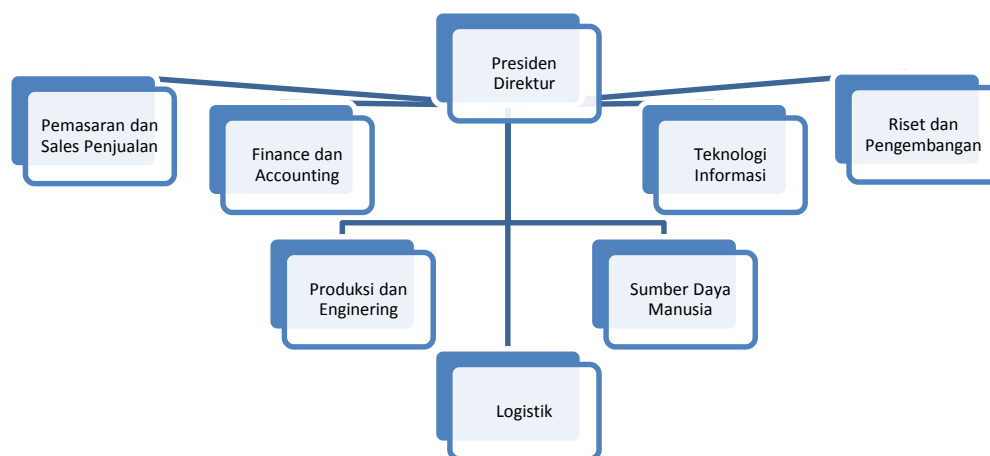 Presiden
Direktur
Pemasaran dan
Sales Penjualan
Finance dan
Accounting
Teknologi
Informasi
Riset dan
Pengembangan
Produksi dan
Enginering
Sumber Daya
Manusia
Logistik